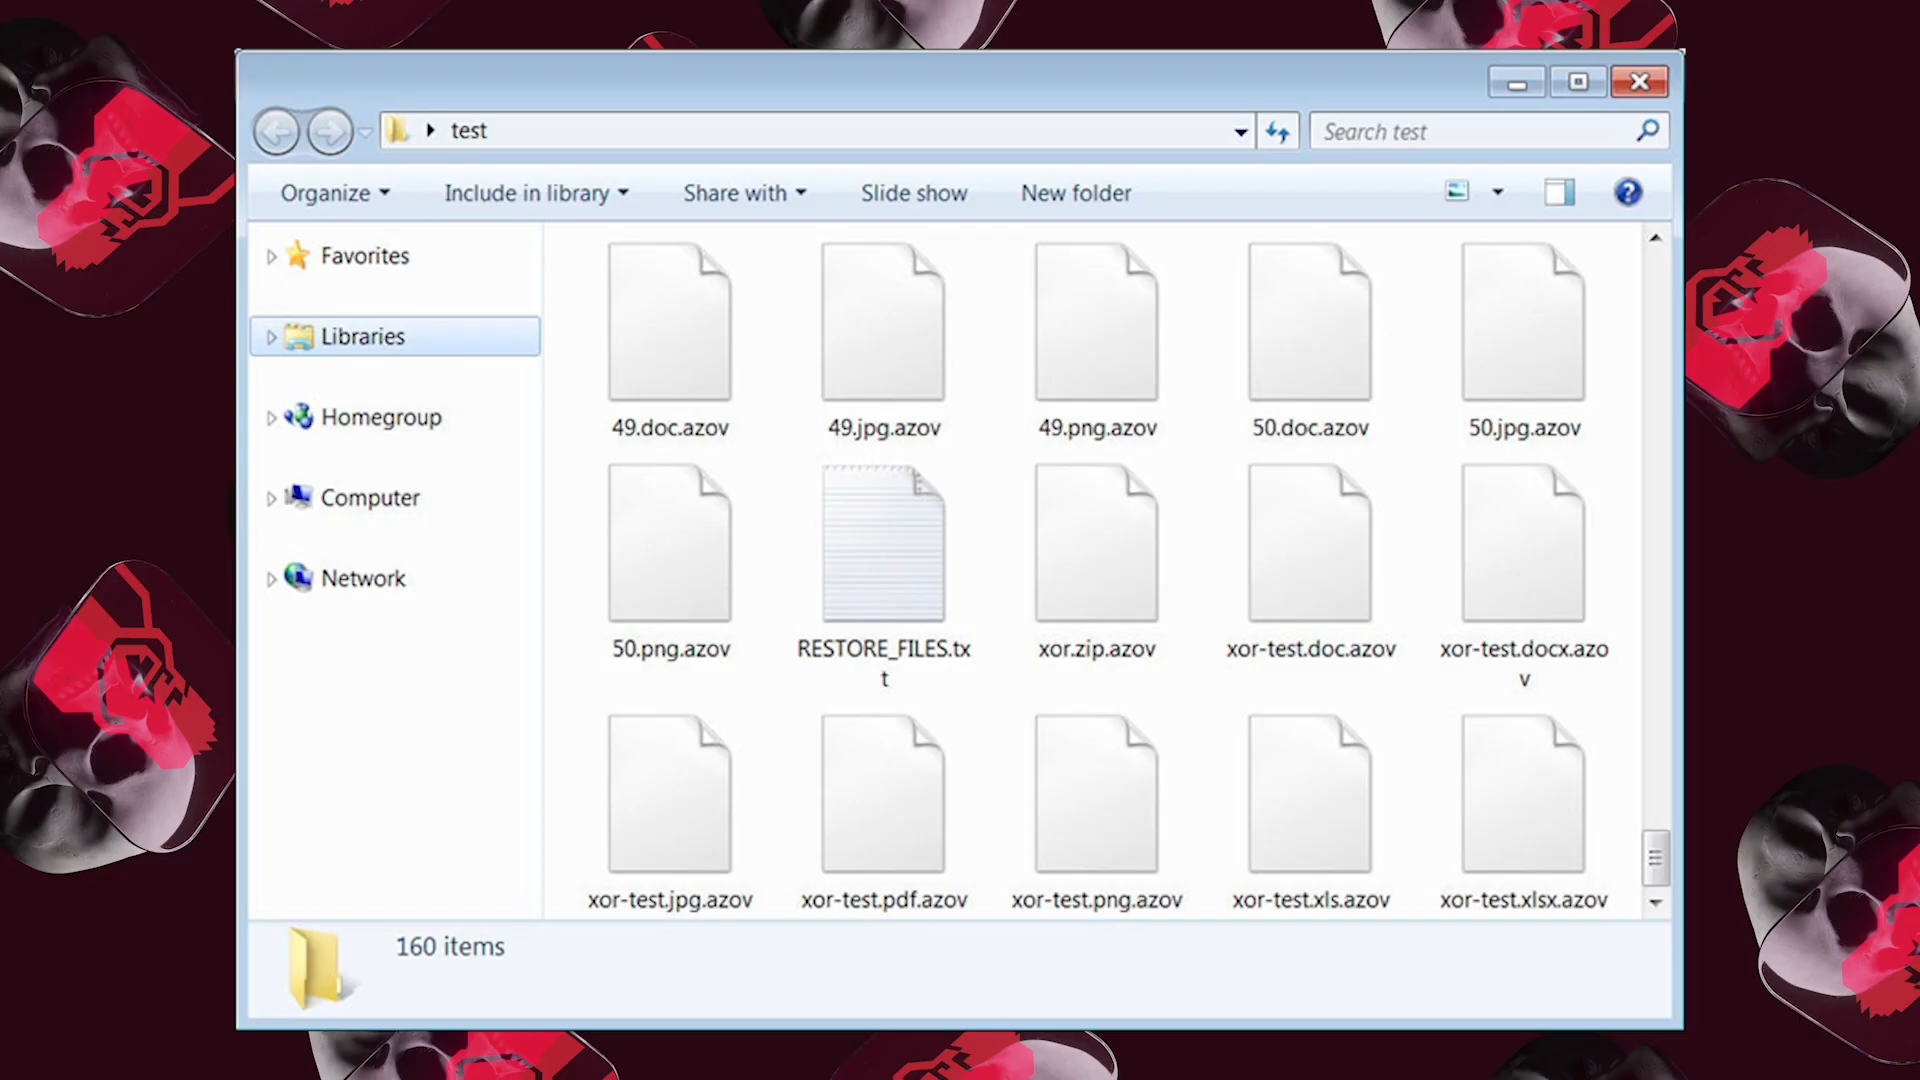 test
Search test
Organize
Include in library
Share with
Slide show
New folder
Favorites
Libraries
Homegroup
Computer
Network
49.doc.azov
49.jpg.azov
49.png.azov
50.doc.azov
50.jpg.azov
50.png.azov
RESTORE_FILES.tx
t
xor.zip.azov
xor-test.doc.azov
xor-test.docx.azo
v
xor-test.jpg.azov
xor-test.pdf.azov
xor-test.png.azov
xor-test.xls.azov
xor-test.xlsx.azov
160 items